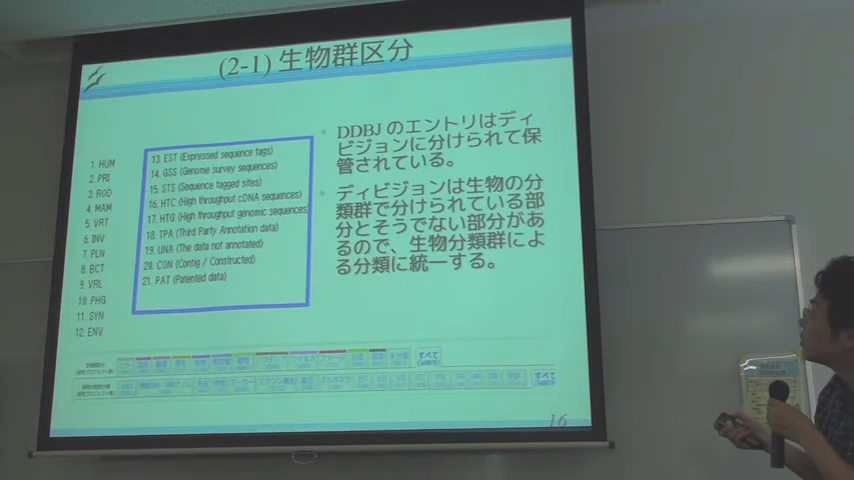 (2-1) 生物群区分
1. HUM
2. PRI
3. ROD
4. MAM
5. VRT
6. INV
7. PLN
8. BCT
9. VRL
10. PHG
11. SYN
12. ENV
13. EST (Expressed sequence tags)
14. GSS (Genome survey sequences)
15. STS (Sequence tagged sites)
16. HTC (High throughput cDNA sequences)
17. HTG (High throughput genomic sequences)
18. TPA (Third Party Annotation data)
19. UNA (The data not annotated)
20. CON (Contig / Constructed)
21. PAT (Patented data)
DDBJ のエントリはディ
ビジョンに分けられて保
管されている。
ディビジョンは生物の分
類群で分けられている部
分とそうでない部分があ
るので、生物分類群によ
る分類に統一する。
すべて
すべて
16